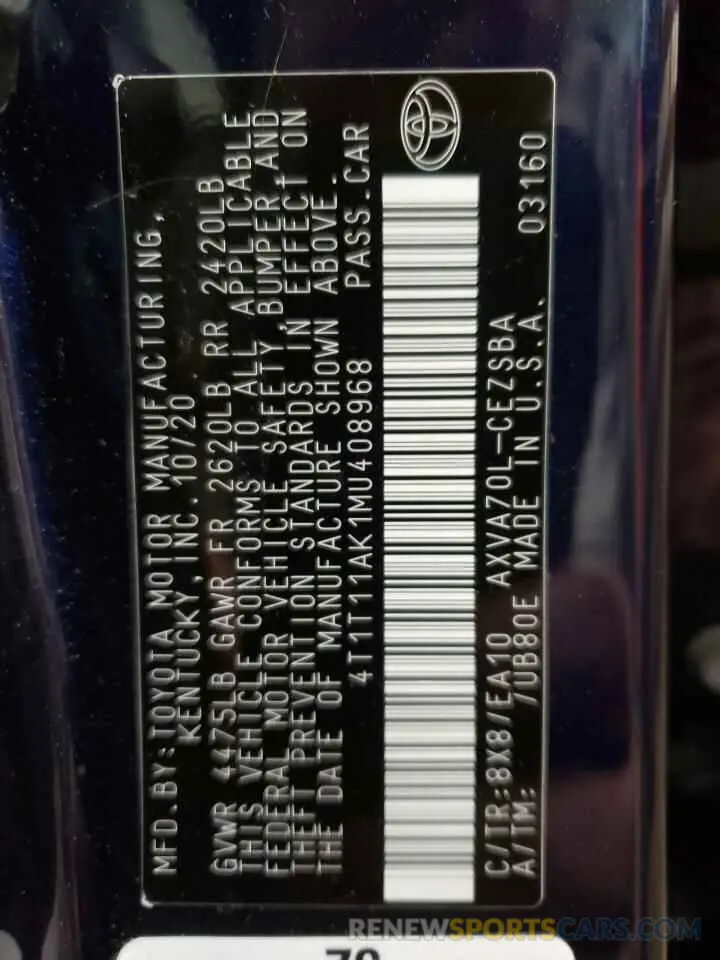 MFD.BY:TOYOTA MOTOR MANUFACTURING,
KENTUCKY, INC. 10/20
GVWR 4475LB GAWR FR 2620LB RR 2420LB
THIS VEHICLE CONFORMS TO ALL APPLICABLE
FEDERAL MOTOR VEHICLE SAFETY, BUMPER, AND
THEFT PREVENTION STANDARDS IN EFFECT ON
THE DATE OF MANUFACTURE SHOWN ABOVE.
4T1T11AK1MU408968 PASS.CAR
C/TR:8X8/EA10 AXVA70L-CEZSBA 03160
A/TM: /UB80E MADE IN U.S.A.
RENEWSPORTSCARS.COM